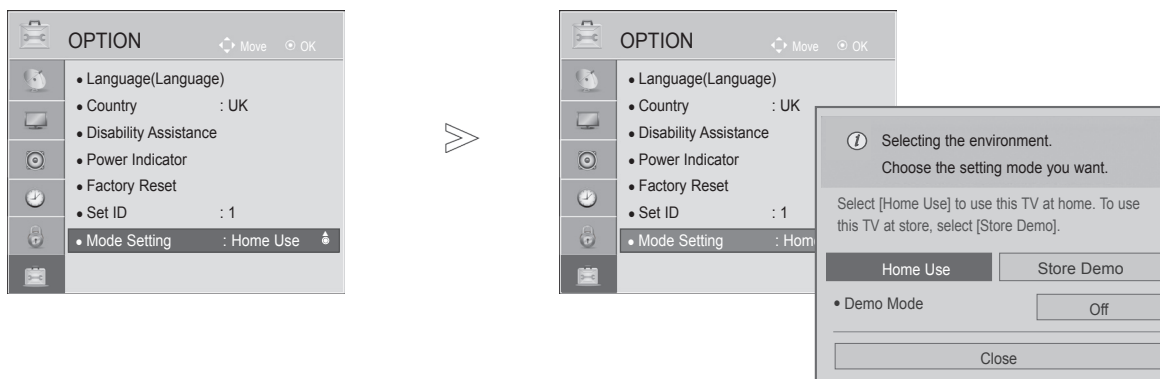 OPTION
Move
OK
• Language(Language)
• Country : UK
• Disability Assistance
• Power Indicator
• Factory Reset
• Set ID : 1
• Mode Setting : Home Use
OPTION
Move
OK
• Language(Language)
• Country : UK
• Disability Assistance
• Power Indicator
• Factory Reset
• Set ID : 1
• Mode Setting : Hom
i Selecting the environment.
Choose the setting mode you want.
Select [Home Use] to use this TV at home. To use
this TV at store, select [Store Demo].
Home Use
Store Demo
• Demo Mode
Off
Close